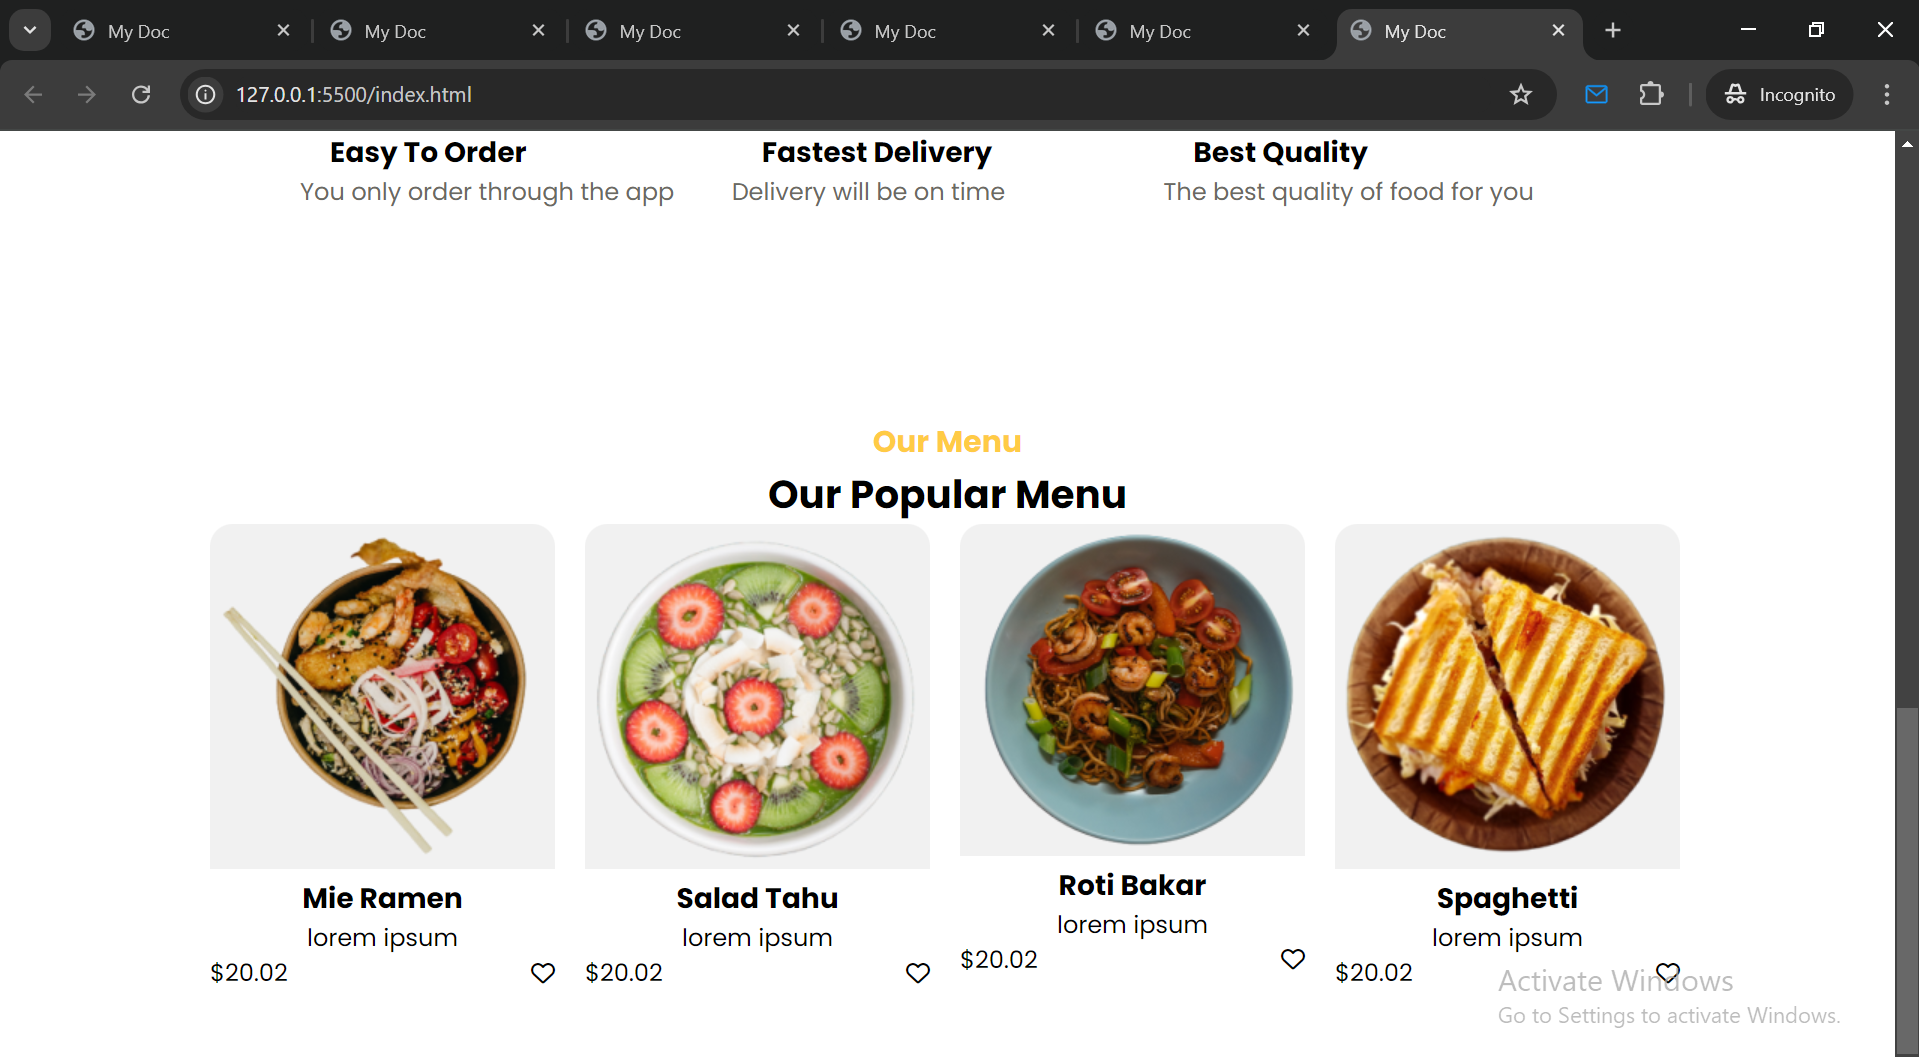 My Doc
My Doc
My Doc
My Doc
My Doc
My Doc
127.0.0.1:5500/index.html
Incognito
Easy To Order
Fastest Delivery
Best Quality
You only order through the app
Delivery will be on time
The best quality of food for you
Our Menu
Our Popular Menu
Mie Ramen
lorem ipsum
$20.02
Salad Tahu
lorem ipsum
$20.02
Roti Bakar
lorem ipsum
$20.02
Spaghetti
lorem ipsum
$20.02
Activate Windows
Go to Settings to activate Windows.